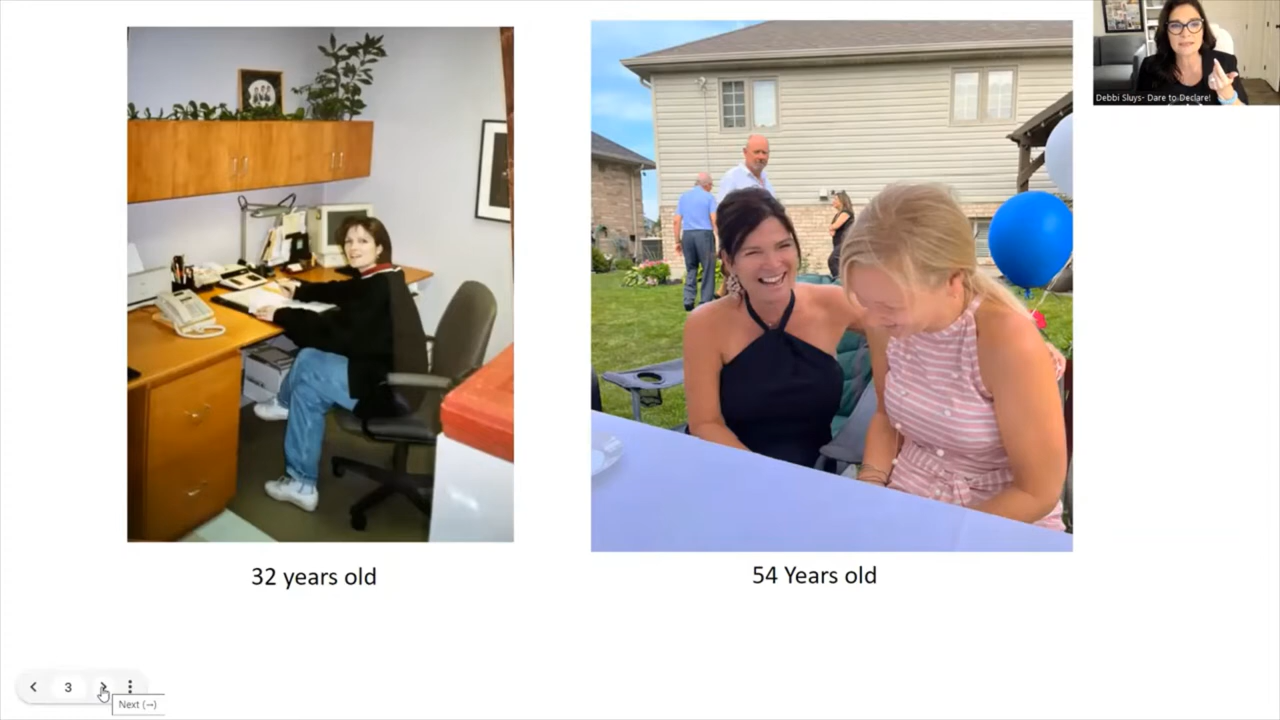 Debbi Sluys- Dare to Declare!
32 years old
54 Years old
3
Next (→)